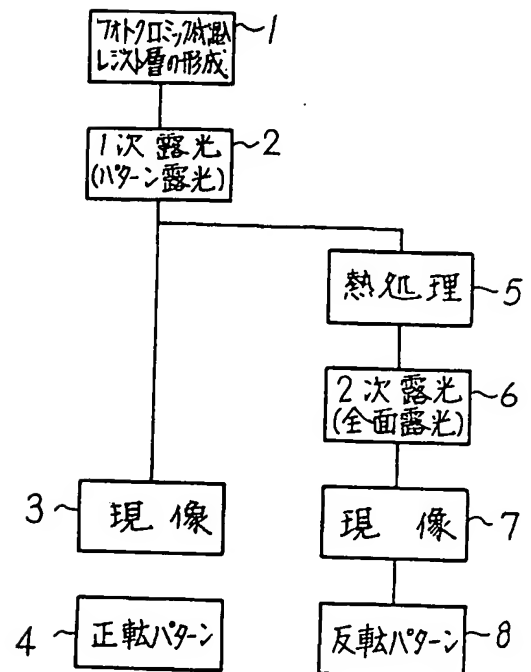 フォトクロミック材混
レジスト層の形成
1
1次露光
(パターン露光)
2
熱処理
5
2次露光
(全面露光)
6
3
現像
現像
7
4
正転パターン
反転パターン
8